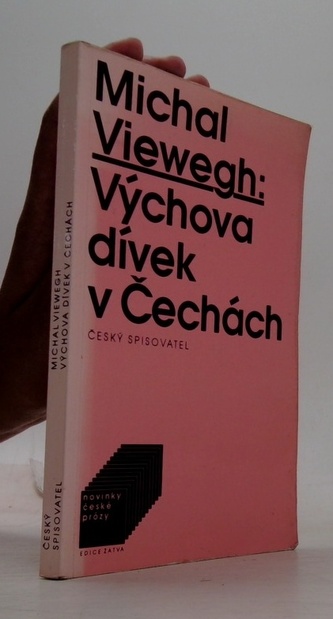 Michal
Viewegh:
Výchova
dívek
v Čechách
ČESKÝ SPISOVATEL
novinky
české
prózy
EDICE ŽATVA
MICHAL VIEWEGH
VÝCHOVA DÍVEK V ČECHÁCH
ČESKÝ
SPISOVATEL